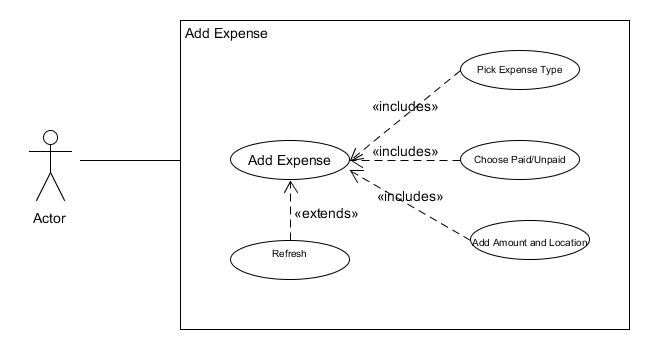 Add Expense
Pick Expense Type
«includes»
«includes»
Add Expense
Choose Paid/Unpaid
«includes»
Actor
«extends»
Add Amount and Location
Refresh